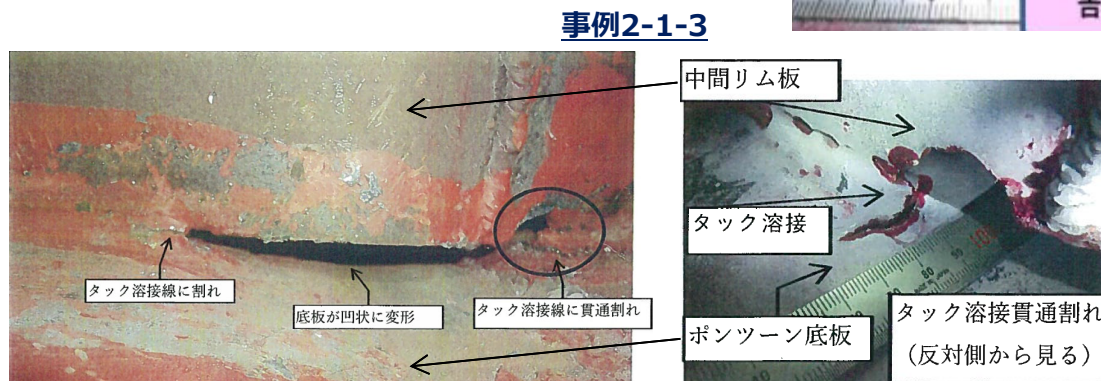 事例2-1-3
中間リム板
タック溶接
ポンツーン底板
タック溶接線に割れ
底板が凹状に変形
タック溶接線に貫通割れ
80
90
100
タック溶接貫通割れ
(反対側から見る)